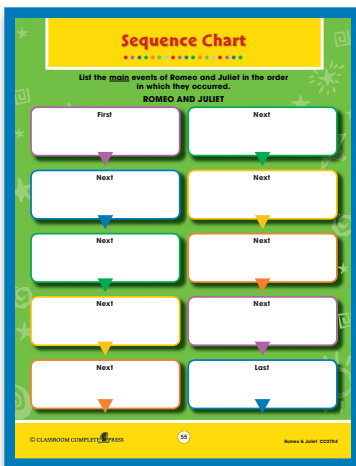 Sequence Chart
List the main events of Romeo and Juliet in the order
in which they occurred.
ROMEO AND JULIET
First
Next
Next
Next
Next
Next
Next
Next
Next
Last
© CLASSROOM COMPLETE PRESS
55
Romeo & Juliet CC2704